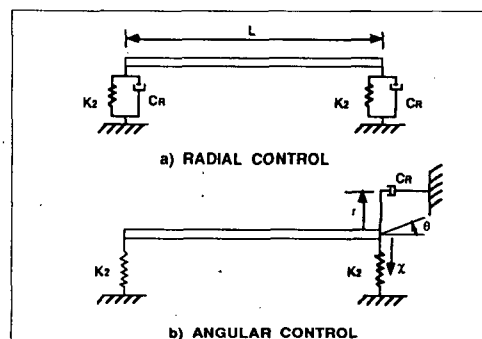 L
K2 CR K2 CR
a) RADIAL CONTROL
CR
r
θ
K2 K2 χ
b) ANGULAR CONTROL